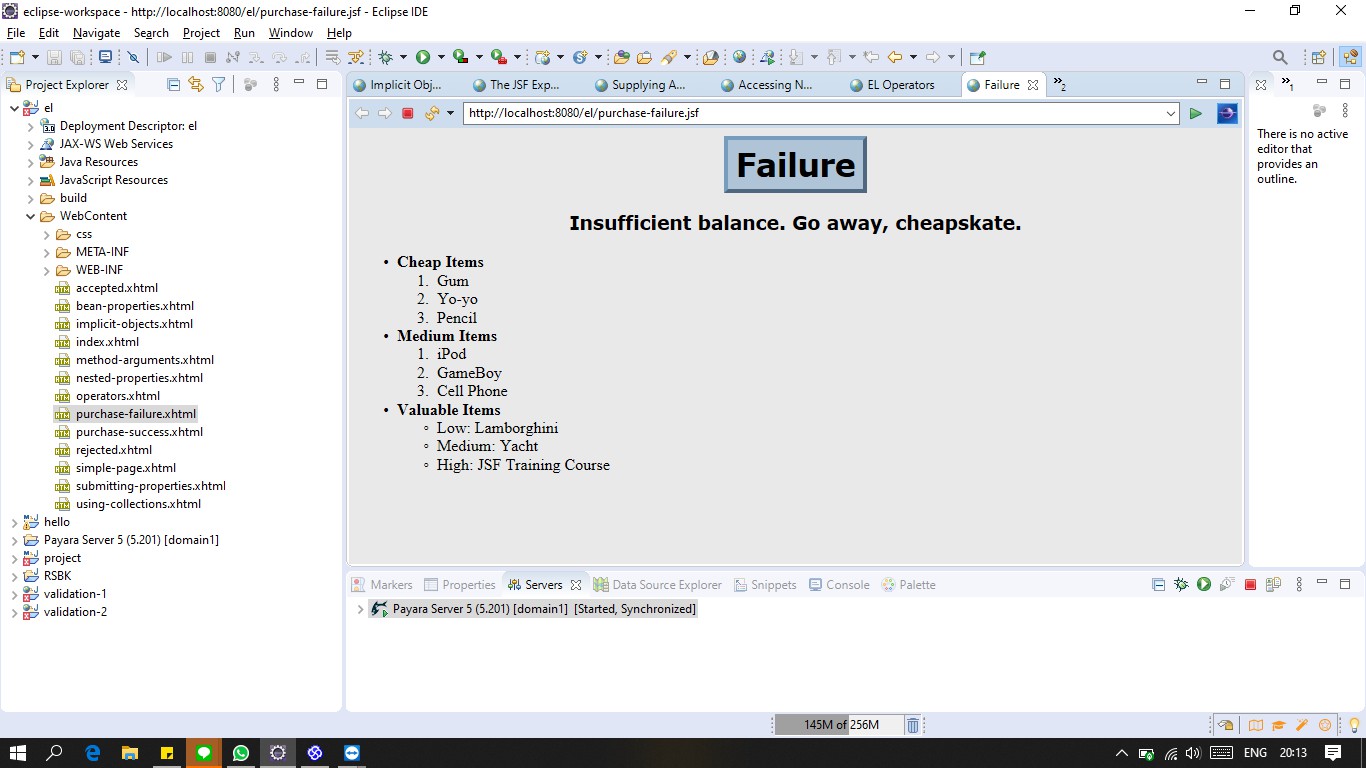 eclipse-workspace - http://localhost:8080/el/purchase-failure.jsf - Eclipse IDE
File Edit Navigate Search Project Run Window Help
Project Explorer
el
Deployment Descriptor: el
JAX-WS Web Services
Java Resources
JavaScript Resources
build
WebContent
css
META-INF
WEB-INF
accepted.xhtml
bean-properties.xhtml
implicit-objects.xhtml
index.xhtml
method-arguments.xhtml
nested-properties.xhtml
operators.xhtml
purchase-failure.xhtml
purchase-success.xhtml
rejected.xhtml
simple-page.xhtml
submitting-properties.xhtml
using-collections.xhtml
hello
Payara Server 5 (5.201) [domain1]
project
RSBK
validation-1
validation-2
Implicit Obj... The JSF Exp... Supplying A... Accessing N... EL Operators Failure »2
http://localhost:8080/el/purchase-failure.jsf
Failure
Insufficient balance. Go away, cheapskate.
• Cheap Items
1. Gum
2. Yo-yo
3. Pencil
• Medium Items
1. iPod
2. GameBoy
3. Cell Phone
• Valuable Items
◦ Low: Lamborghini
◦ Medium: Yacht
◦ High: JSF Training Course
»1
There is no active
editor that
provides an
outline.
Markers Properties Servers Data Source Explorer Snippets Console Palette
Payara Server 5 (5.201) [domain1] [Started, Synchronized]
145M of 256M
ENG 20:13